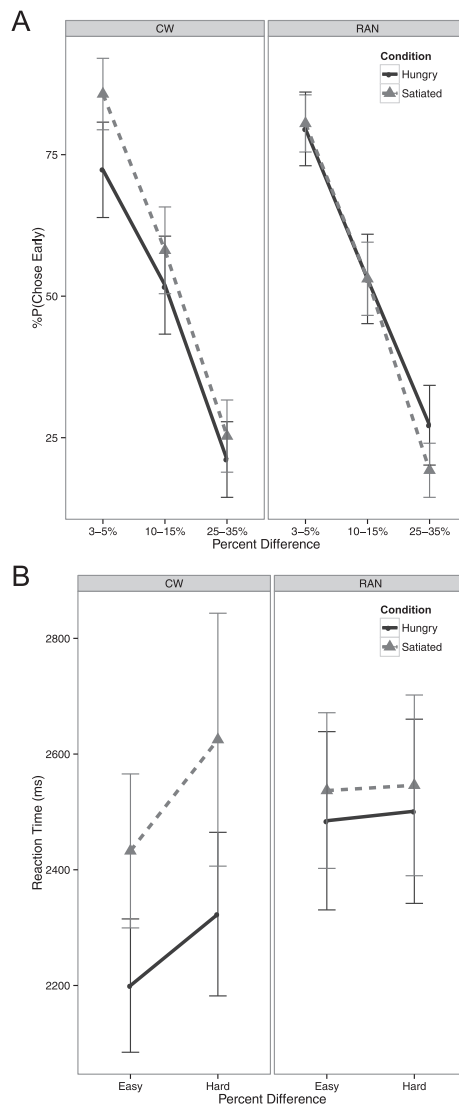 A
CW
RAN
Condition
Hungry
Satiated
%P(Chose Early)
75
50
25
3–5%
10–15%
25–35%
3–5%
10–15%
25–35%
Percent Difference
B
CW
RAN
Condition
Hungry
Satiated
Reaction Time (ms)
2800
2600
2400
2200
Easy
Hard
Easy
Hard
Percent Difference